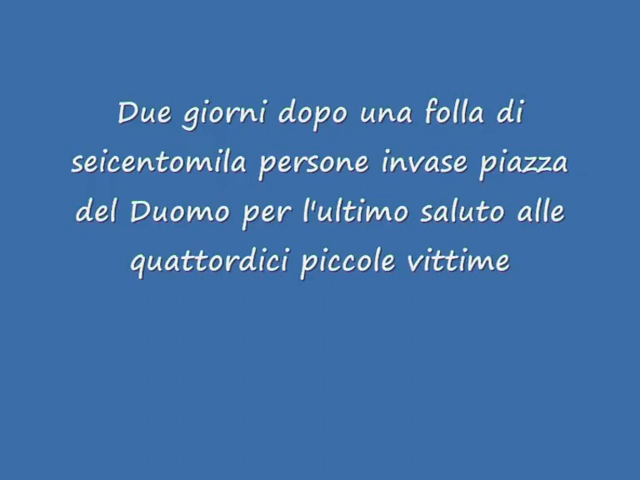 Due giorni dopo una folla di
seicentomila persone invase piazza
del Duomo per l'ultimo saluto alle
quattordici piccole vittime